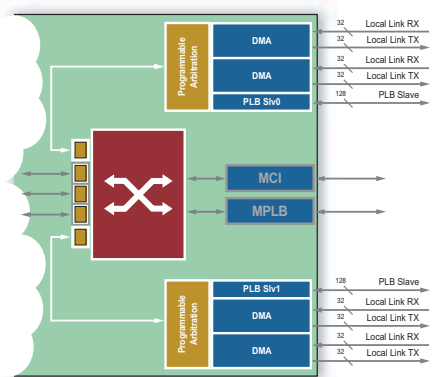 Programmable Arbitration
DMA
DMA
PLB Slv0
32 Local Link RX
32 Local Link TX
32 Local Link RX
32 Local Link TX
128 PLB Slave
MCI
MPLB
Programmable Arbitration
PLB Slv1
DMA
DMA
128 PLB Slave
32 Local Link RX
32 Local Link TX
32 Local Link RX
32 Local Link TX